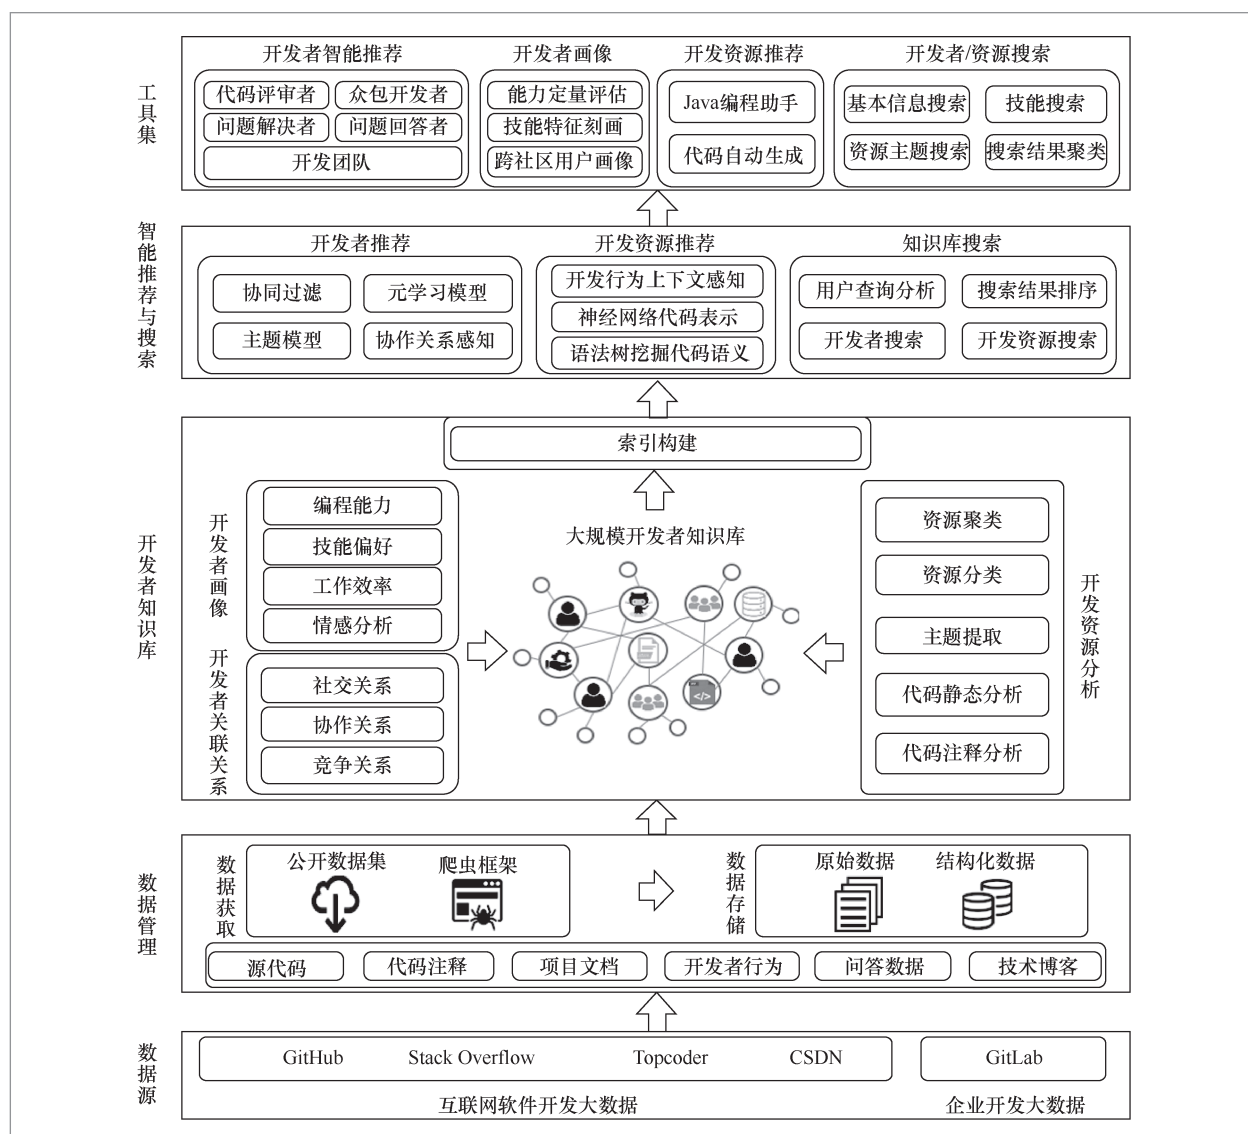 工具集
开发者智能推荐
代码评审者
众包开发者
问题解决者
问题回答者
开发团队
开发者画像
能力定量评估
技能特征刻画
跨社区用户画像
开发资源推荐
Java编程助手
代码自动生成
开发者/资源搜索
基本信息搜索
技能搜索
资源主题搜索
搜索结果聚类
智能推荐与搜索
开发者推荐
协同过滤
元学习模型
主题模型
协作关系感知
开发资源推荐
开发行为上下文感知
神经网络代码表示
语法树挖掘代码语义
知识库搜索
用户查询分析
搜索结果排序
开发者搜索
开发资源搜索
开发者知识库
索引构建
开发者画像
编程能力
技能偏好
工作效率
情感分析
开发者关联关系
社交关系
协作关系
竞争关系
大规模开发者知识库
</>
资源聚类
资源分类
主题提取
代码静态分析
代码注释分析
开发资源分析
数据管理
数据获取
公开数据集
爬虫框架
数据存储
原始数据
结构化数据
源代码
代码注释
项目文档
开发者行为
问答数据
技术博客
数据源
GitHub
Stack Overflow
Topcoder
CSDN
GitLab
互联网软件开发大数据
企业开发大数据